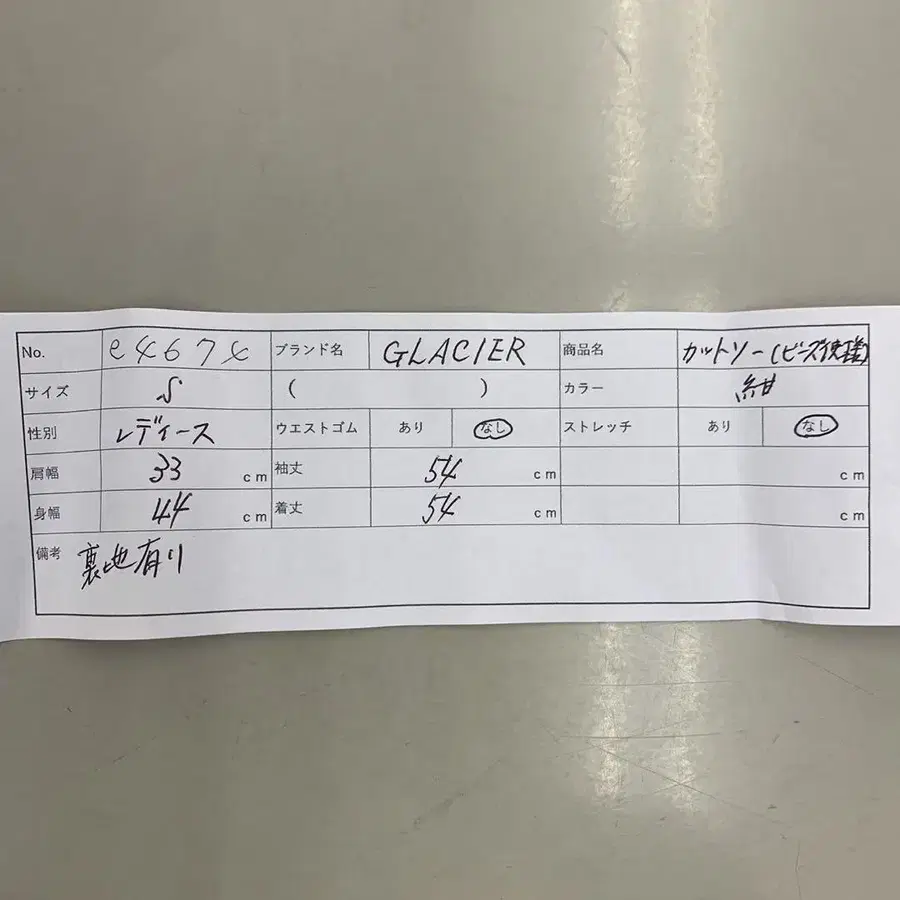 No. e4674 ブランド名 GLACIER 商品名 カットソー(ビーズ使
サイズ S ( ) カラー 紺
性別 レディース ウエストゴム あり なし ストレッチ あり なし
肩幅 33 cm 袖丈 54 cm cm
身幅 44 cm 着丈 54 cm cm
備考 裏地有り